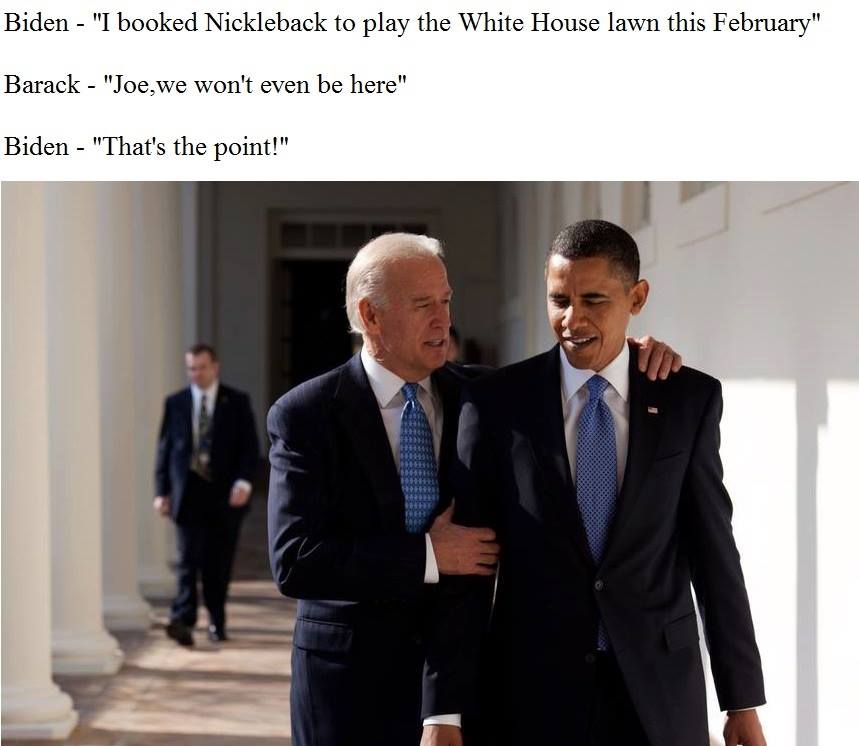 Biden - "I booked Nickleback to play the White House lawn this February"
Barack - "Joe,we won't even be here"
Biden - "That's the point!"